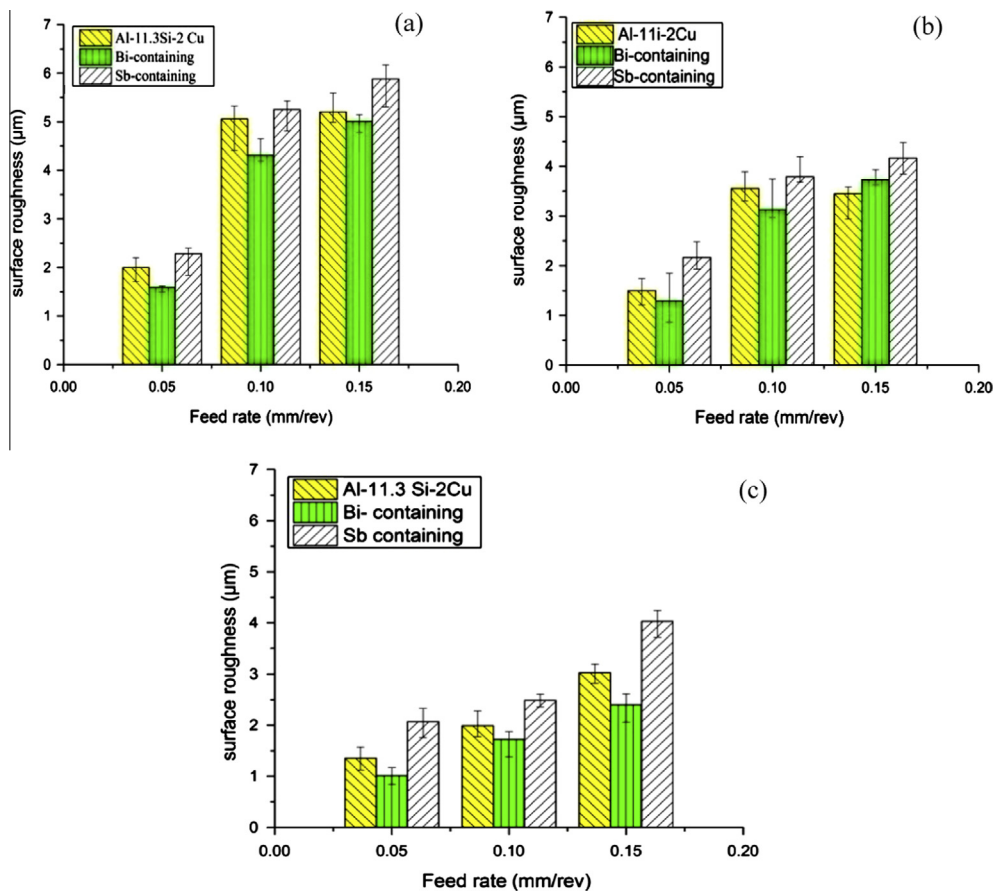 (a)
Al-11.3Si-2 Cu
Bi-containing
Sb-containing
surface roughness (µm)
7
6
5
4
3
2
1
0
0.00 0.05 0.10 0.15 0.20
Feed rate (mm/rev)
(b)
Al-11i-2Cu
Bi-containing
Sb-containing
surface roughness (µm)
7
6
5
4
3
2
1
0
0.00 0.05 0.10 0.15 0.20
Feed rate (mm/rev)
(c)
Al-11.3 Si-2Cu
Bi- containing
Sb containing
surface roughness (µm)
7
6
5
4
3
2
1
0
0.00 0.05 0.10 0.15 0.20
Feed rate (mm/rev)